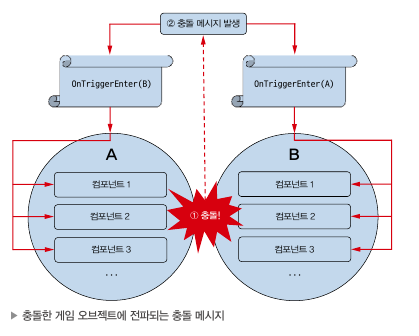 ② 충돌 메시지 발생
OnTriggerEnter(B)
OnTriggerEnter(A)
A
B
컴포넌트 1
컴포넌트 2
컴포넌트 3
...
① 충돌!
컴포넌트 1
컴포넌트 2
컴포넌트 3
...
▶ 충돌한 게임 오브젝트에 전파되는 충돌 메시지